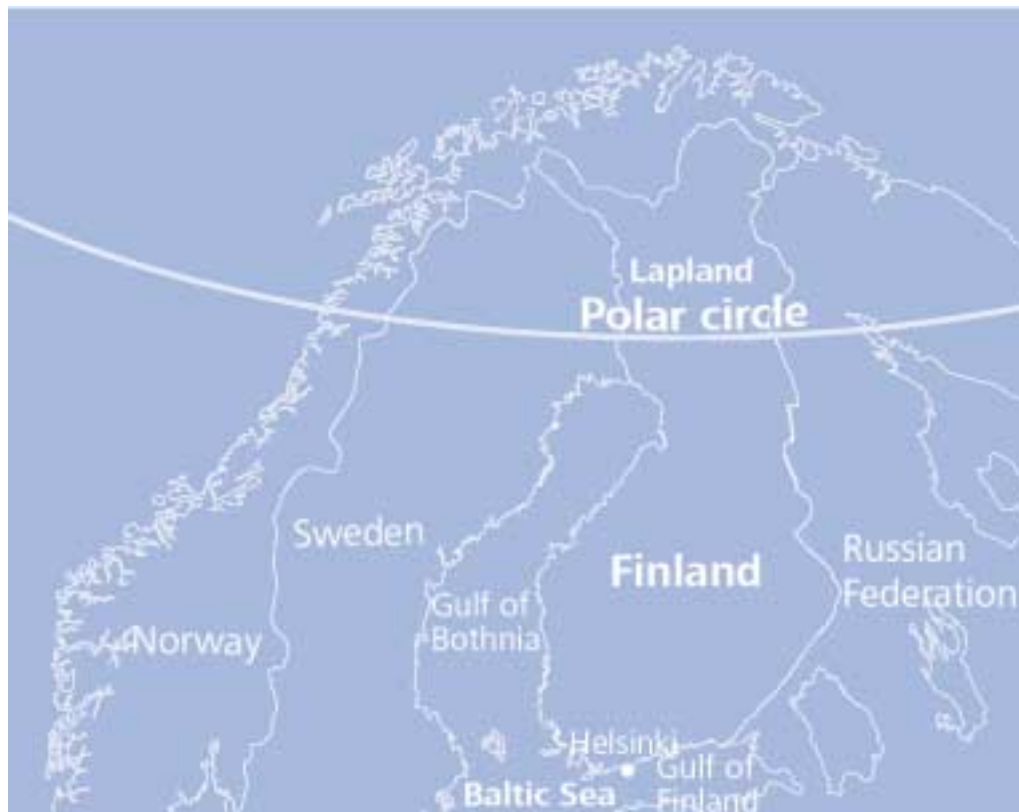 Lapland
Polar circle
Sweden
Finland
Russian
Federation
Gulf of
Bothnia
Norway
Helsinki
Gulf of
Finland
Baltic Sea